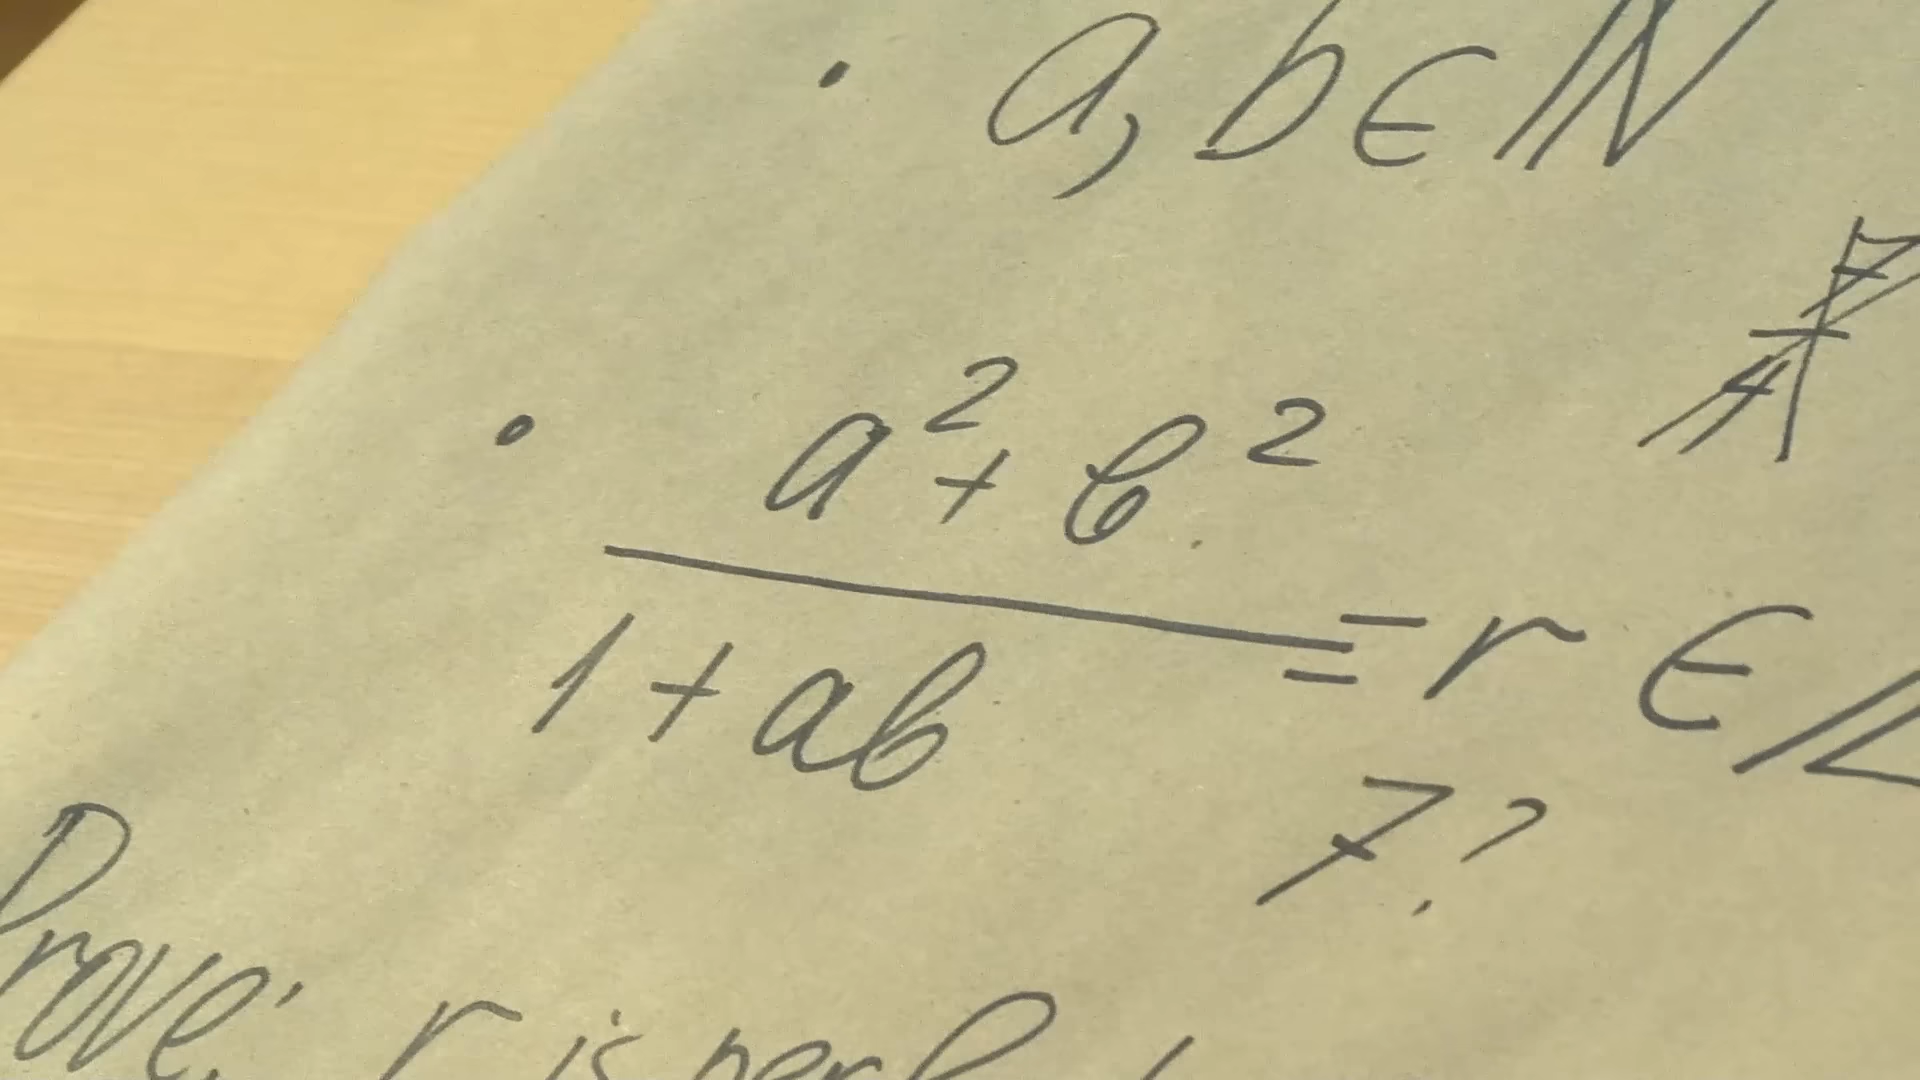 • a, b ∈ ℕ
• a² + b²
1 + ab = r ∈ ℤ
7?
Prove: r is